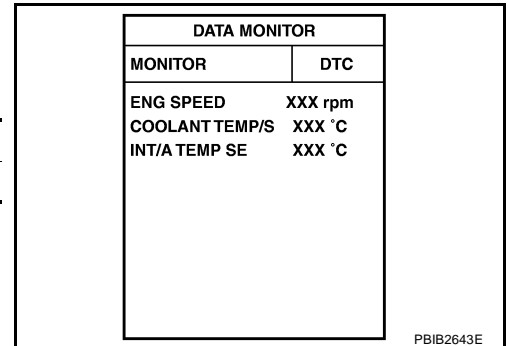 DATA MONITOR
MONITOR DTC
ENG SPEED XXX rpm
COOLANT TEMP/S XXX °C
INT/A TEMP SE XXX °C
PBIB2643E